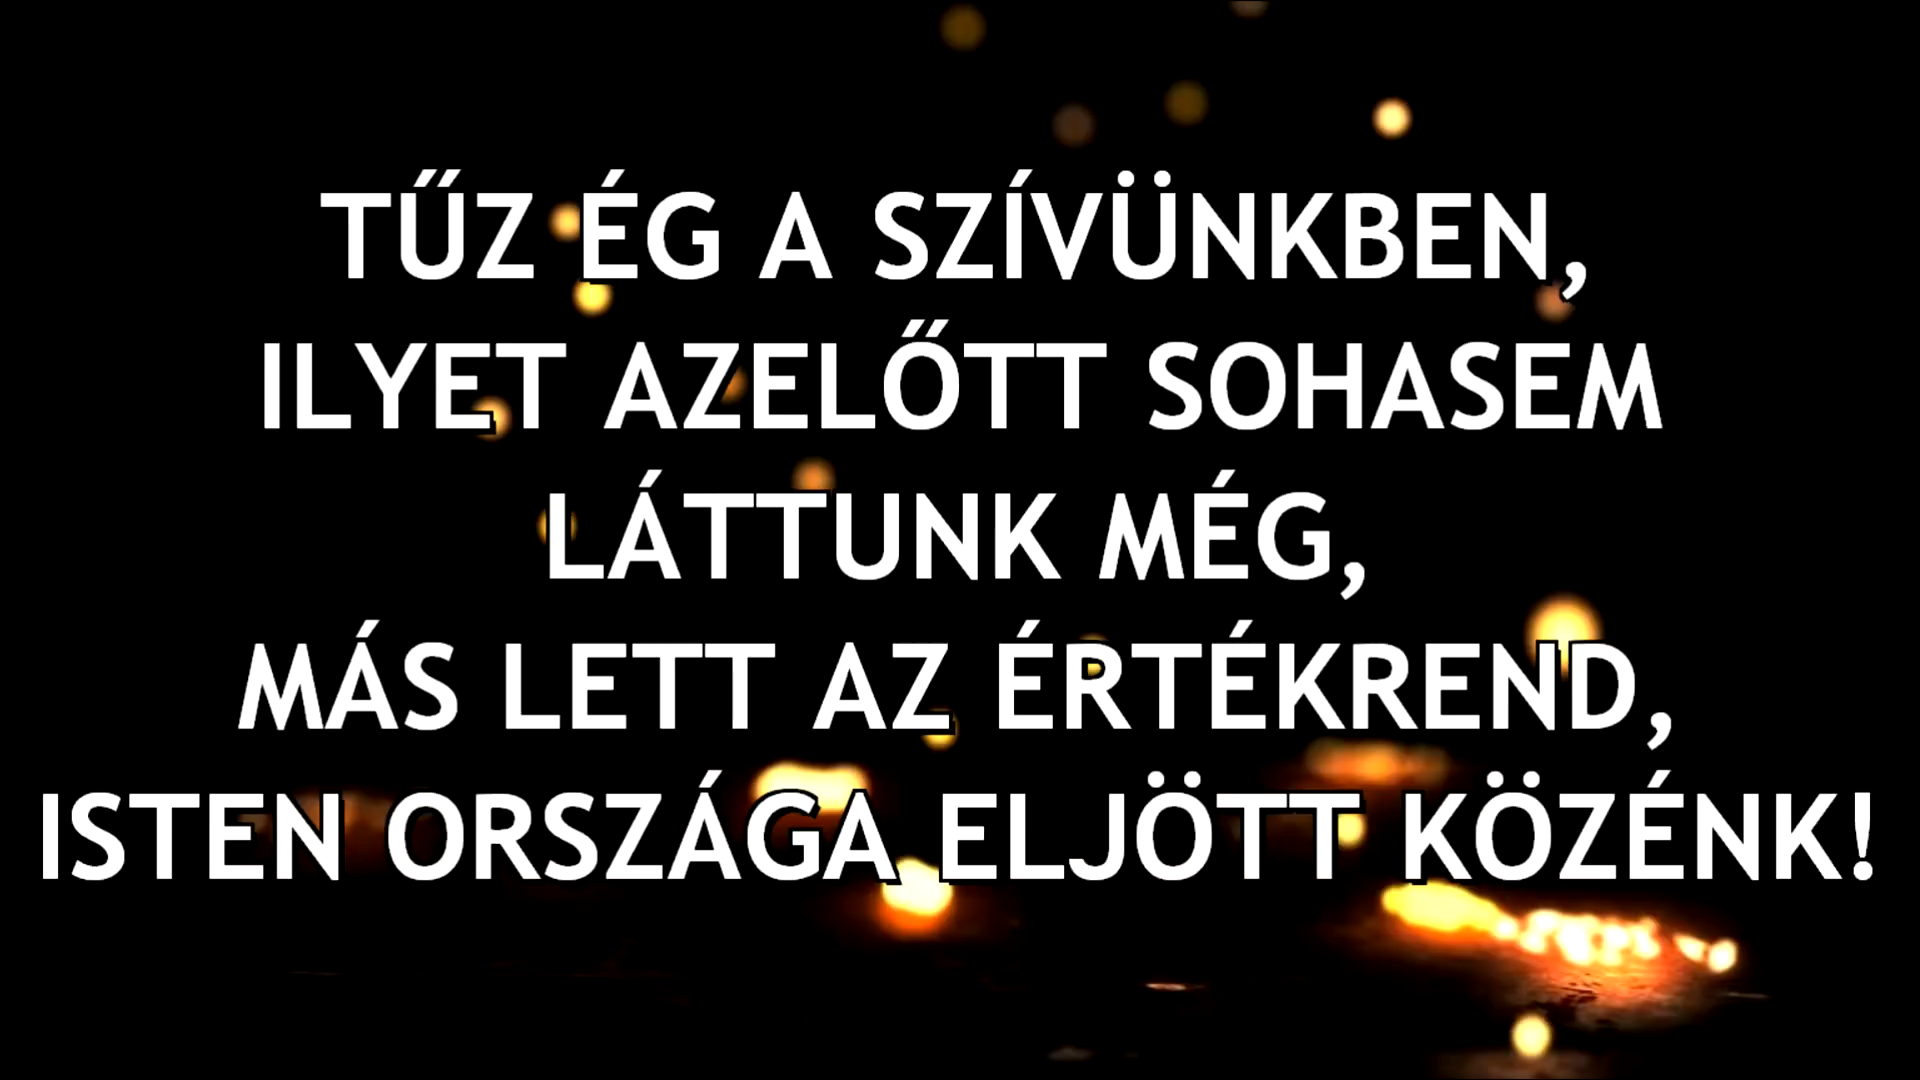 TŰZ ÉG A SZÍVÜNKBEN,
ILYET AZELŐTT SOHASEM
LÁTTUNK MÉG,
MÁS LETT AZ ÉRTÉKREND,
ISTEN ORSZÁGA ELJÖTT KÖZÉNK!